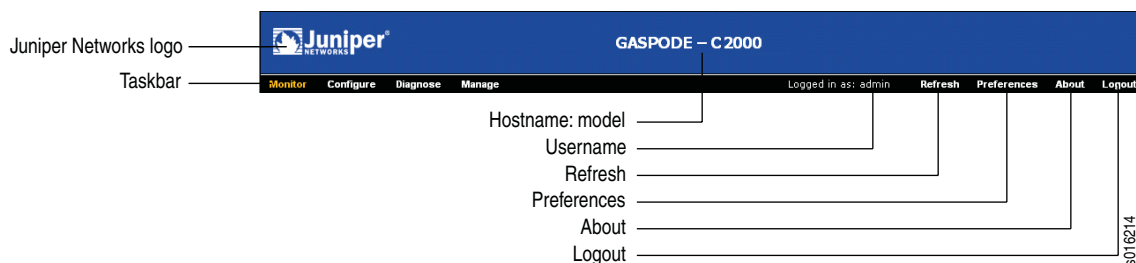 Juniper Networks logo
Juniper®
NETWORKS
GASPODE – C2000
Taskbar
Monitor Configure Diagnose Manage Logged in as: admin Refresh Preferences About Logout
Hostname: model
Username
Refresh
Preferences
About
Logout
s016214